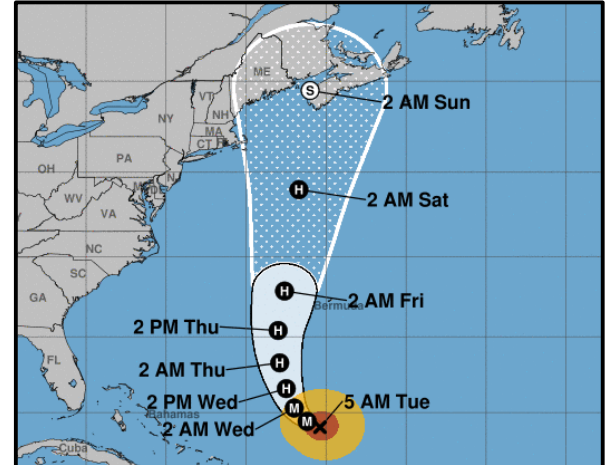 ME
S
2 AM Sun
VT
NH
NY
MA
CT
PA
OH
H
2 AM Sat
WV
VA
NC
SC
H
2 AM Fri
Bermuda
GA
2 PM Thu
H
FL
2 AM Thu
H
2 PM Wed
H
5 AM Tue
Bahamas
M
2 AM Wed
M
Cuba